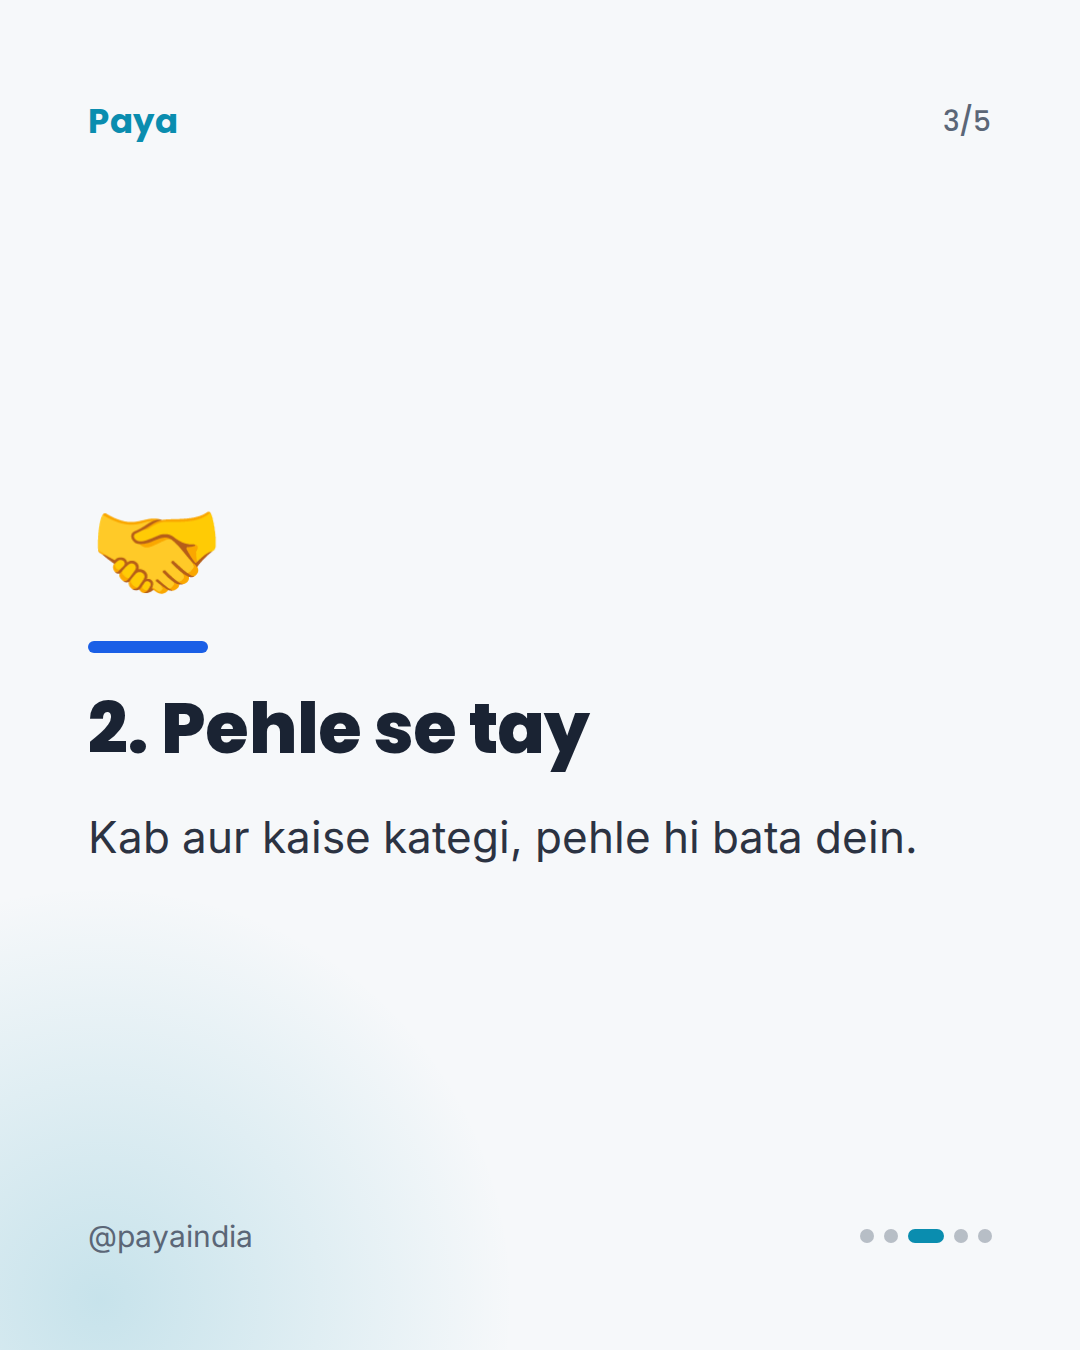 Paya
3/5
2. Pehle se tay
Kab aur kaise kategi, pehle hi bata dein.
@payaindia